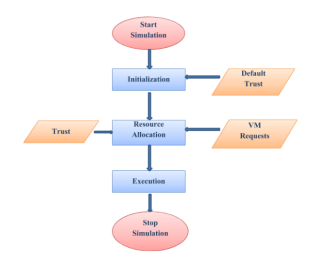 Start
Simulation
Initialization
Default
Trust
Trust
Resource
Allocation
VM
Requests
Execution
Stop
Simulation